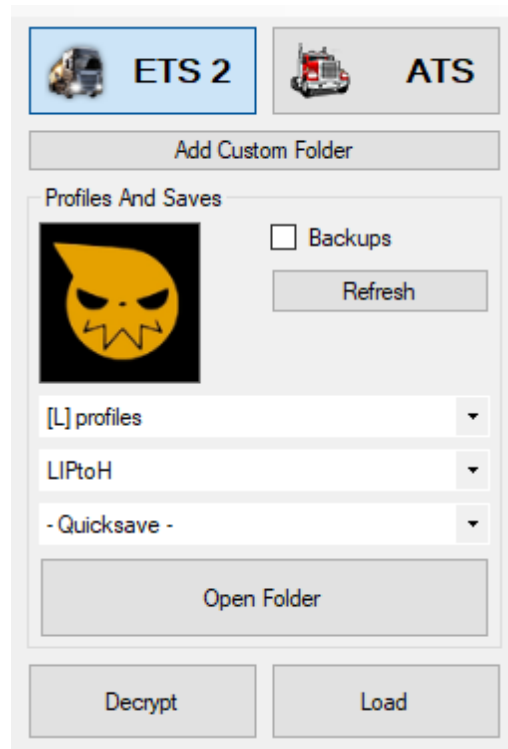 ETS 2
ATS
Add Custom Folder
Profiles And Saves
Backups
Refresh
[L] profiles
LIPtoH
- Quicksave -
Open Folder
Decrypt
Load